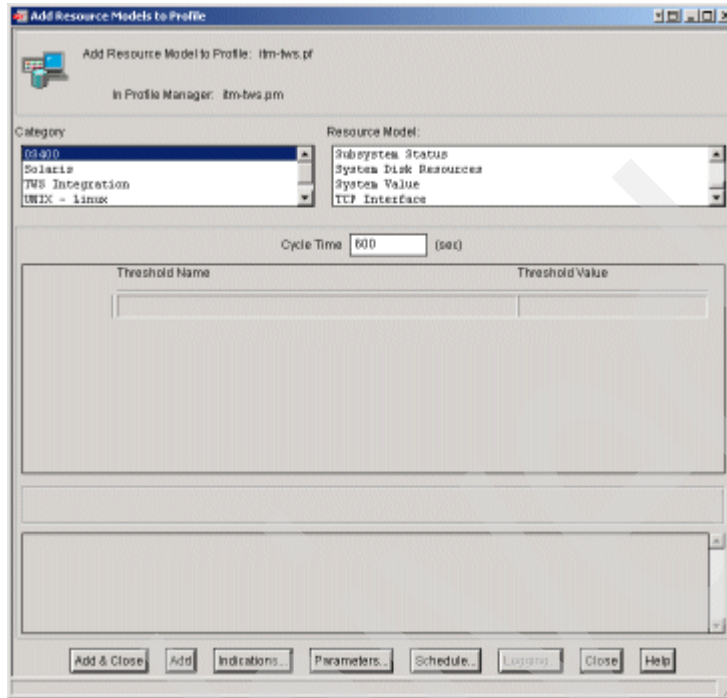 Add Resource Models to Profile
Add Resource Model to Profile: itm-tws.pf
In Profile Manager: itm-tws.pm
Category
Resource Model:
OS400
Solaris
TWS Integration
UNIX - Linux
Subsystem Status
System Disk Resources
System Value
TCP Interface
Cycle Time 600 (sec)
Threshold Name Threshold Value
Add & Close Add Indications... Parameters... Schedule... Logging... Close Help